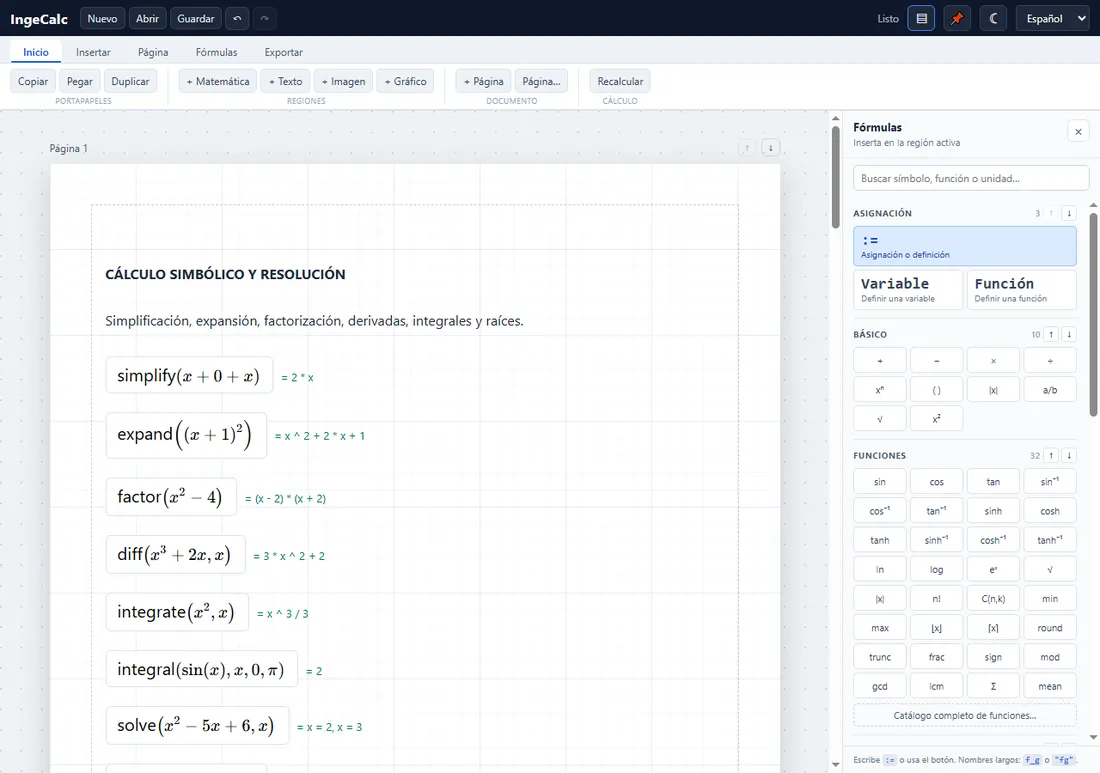 IngeCalc Nuevo Abrir Guardar ↶ ↷ Listo Español
Inicio Insertar Página Fórmulas Exportar
Copiar Pegar Duplicar + Matemática + Texto + Imagen + Gráfico + Página Página... Recalcular
PORTAPAPELES REGIONES DOCUMENTO CÁLCULO
Página 1 ↑ ↓
CÁLCULO SIMBÓLICO Y RESOLUCIÓN
Simplificación, expansión, factorización, derivadas, integrales y raíces.
simplify(x + 0 + x) = 2 * x
expand((x + 1)²) = x ^ 2 + 2 * x + 1
factor(x² − 4) = (x - 2) * (x + 2)
diff(x³ + 2x, x) = 3 * x ^ 2 + 2
integrate(x², x) = x ^ 3 / 3
integral(sin(x), x, 0, π) = 2
solve(x² − 5x + 6, x) = x = 2, x = 3
Fórmulas ×
Inserta en la región activa
Buscar símbolo, función o unidad...
ASIGNACIÓN 3 ↑ ↓
:=
Asignación o definición
Variable Función
Definir una variable Definir una función
BÁSICO 10 ↑ ↓
+ − × ÷
xⁿ ( ) |x| a/b
√ x²
FUNCIONES 32 ↑ ↓
sin cos tan sin⁻¹
cos⁻¹ tan⁻¹ sinh cosh
tanh sinh⁻¹ cosh⁻¹ tanh⁻¹
ln log eˣ √
|x| n! C(n,k) min
max ⌊x⌋ ⌈x⌉ round
trunc frac sign mod
gcd lcm Σ mean
Catálogo completo de funciones...
Escribe := o usa el botón. Nombres largos: f_g o "fg".